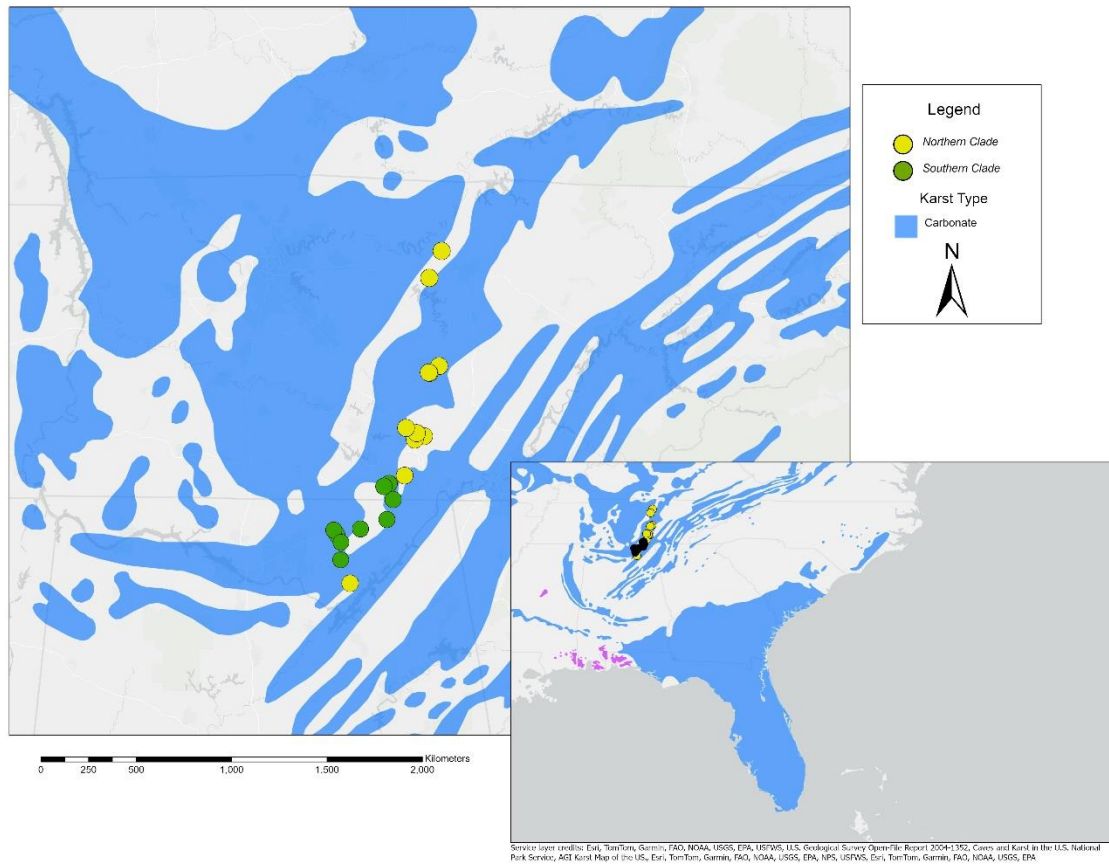 Legend
Northern Clade
Southern Clade
Karst Type
Carbonate
N
Kilometers
0 250 500 1,000 1,500 2,000
Service layer credits: Esri, TomTom, Garmin, FAO, NOAA, USGS, EPA, USFWS, U.S. Geological Survey Open-File Report 2004-1352, Caves and Karst in the U.S. National
Park Service, AGI Karst Map of the US., Esri, TomTom, Garmin, FAO, NOAA, USGS, EPA, NPS, USFWS, Esri, TomTom, Garmin, FAO, NOAA, USGS, EPA